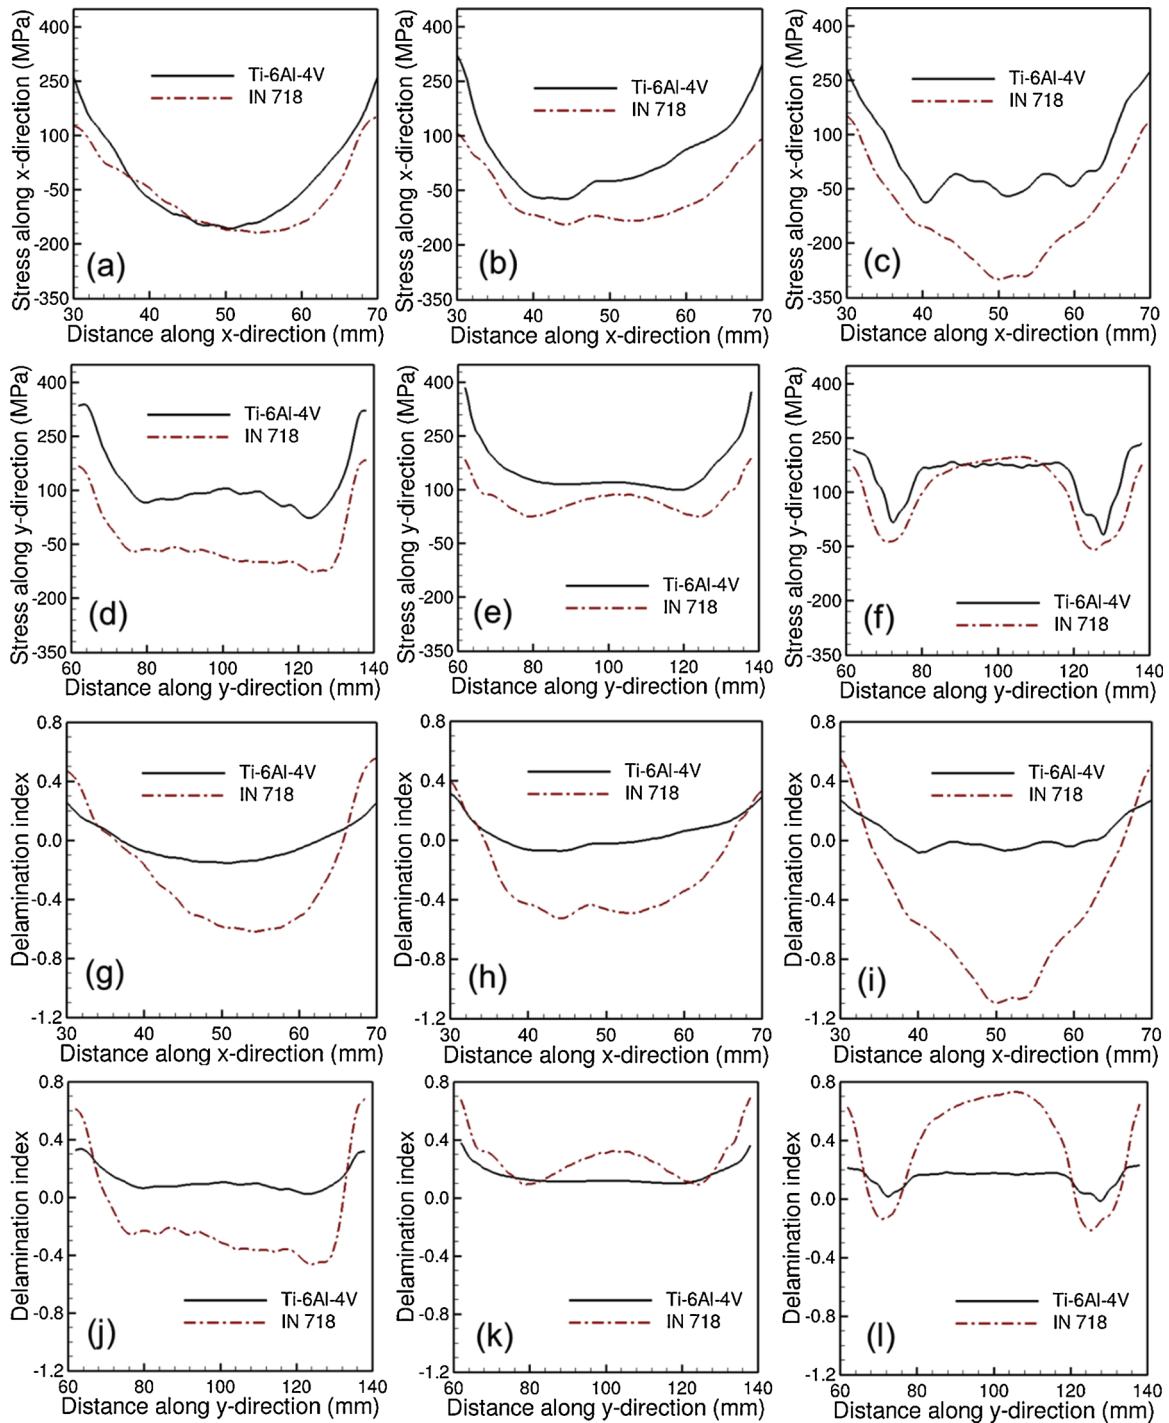 Stress along x-direction (MPa)
450
250
100
-50
-200
-350
Ti-6Al-4V
IN 718
(a)
30 40 50 60 70
Distance along x-direction (mm)
Stress along x-direction (MPa)
400
250
100
-50
-200
-350
Ti-6Al-4V
IN 718
(b)
30 40 50 60 70
Distance along x-direction (mm)
Stress along x-direction (MPa)
400
250
100
-50
-200
-350
Ti-6Al-4V
IN 718
(c)
30 40 50 60 70
Distance along x-direction (mm)
Stress along y-direction (MPa)
400
250
100
-50
-200
-350
Ti-6Al-4V
IN 718
(d)
60 80 100 120 140
Distance along y-direction (mm)
Stress along y-direction (MPa)
400
250
100
-50
-200
-350
Ti-6Al-4V
IN 718
(e)
60 80 100 120 140
Distance along y-direction (mm)
Stress along y-direction (MPa)
400
250
100
-50
-200
-350
Ti-6Al-4V
IN 718
(f)
60 80 100 120 140
Distance along y-direction (mm)
Delamination index
0.8
0.4
0.0
-0.4
-0.8
-1.2
Ti-6Al-4V
IN 718
(g)
30 40 50 60 70
Distance along x-direction (mm)
Delamination index
0.8
0.4
0.0
-0.4
-0.8
-1.2
Ti-6Al-4V
IN 718
(h)
30 40 50 60 70
Distance along x-direction (mm)
Delamination index
0.8
0.4
0.0
-0.4
-0.8
-1.2
Ti-6Al-4V
IN 718
(i)
30 40 50 60 70
Distance along x-direction (mm)
Delamination index
0.8
0.4
0.0
-0.4
-0.8
-1.2
Ti-6Al-4V
IN 718
(j)
60 80 100 120 140
Distance along y-direction (mm)
Delamination index
0.8
0.4
0.0
-0.4
-0.8
-1.2
Ti-6Al-4V
IN 718
(k)
60 80 100 120 140
Distance along y-direction (mm)
Delamination index
0.8
0.4
0.0
-0.4
-0.8
-1.2
Ti-6Al-4V
IN 718
(l)
60 80 100 120 140
Distance along y-direction (mm)